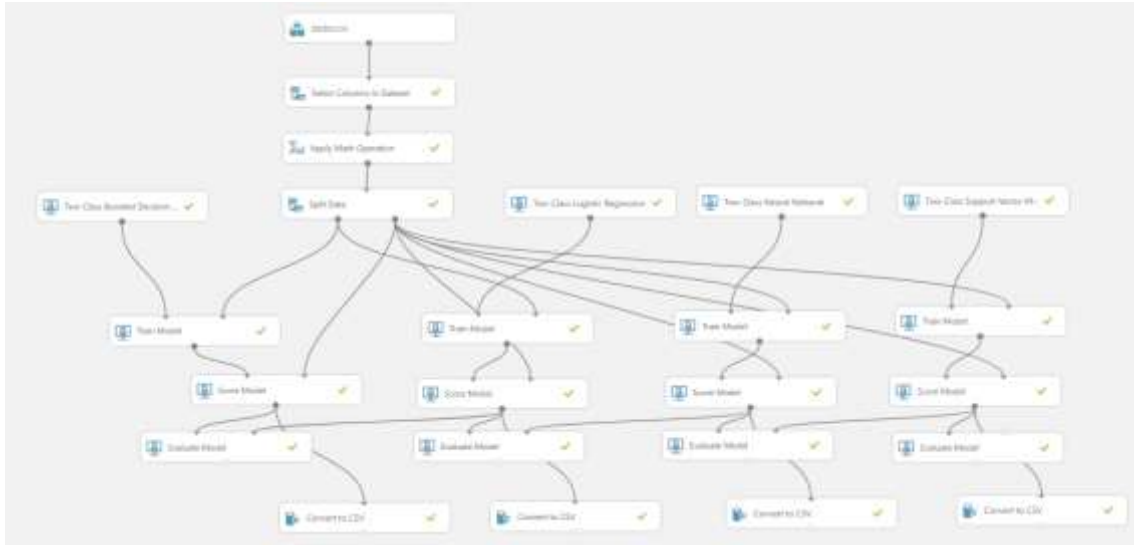 Select Columns in Dataset
Apply Math Operation
Two-Class Boosted Decision ...
Split Data
Two-Class Logistic Regression
Two-Class Neural Network
Two-Class Support Vector M...
Train Model
Train Model
Train Model
Train Model
Score Model
Score Model
Score Model
Score Model
Evaluate Model
Evaluate Model
Evaluate Model
Evaluate Model
Convert to CSV
Convert to CSV
Convert to CSV
Convert to CSV